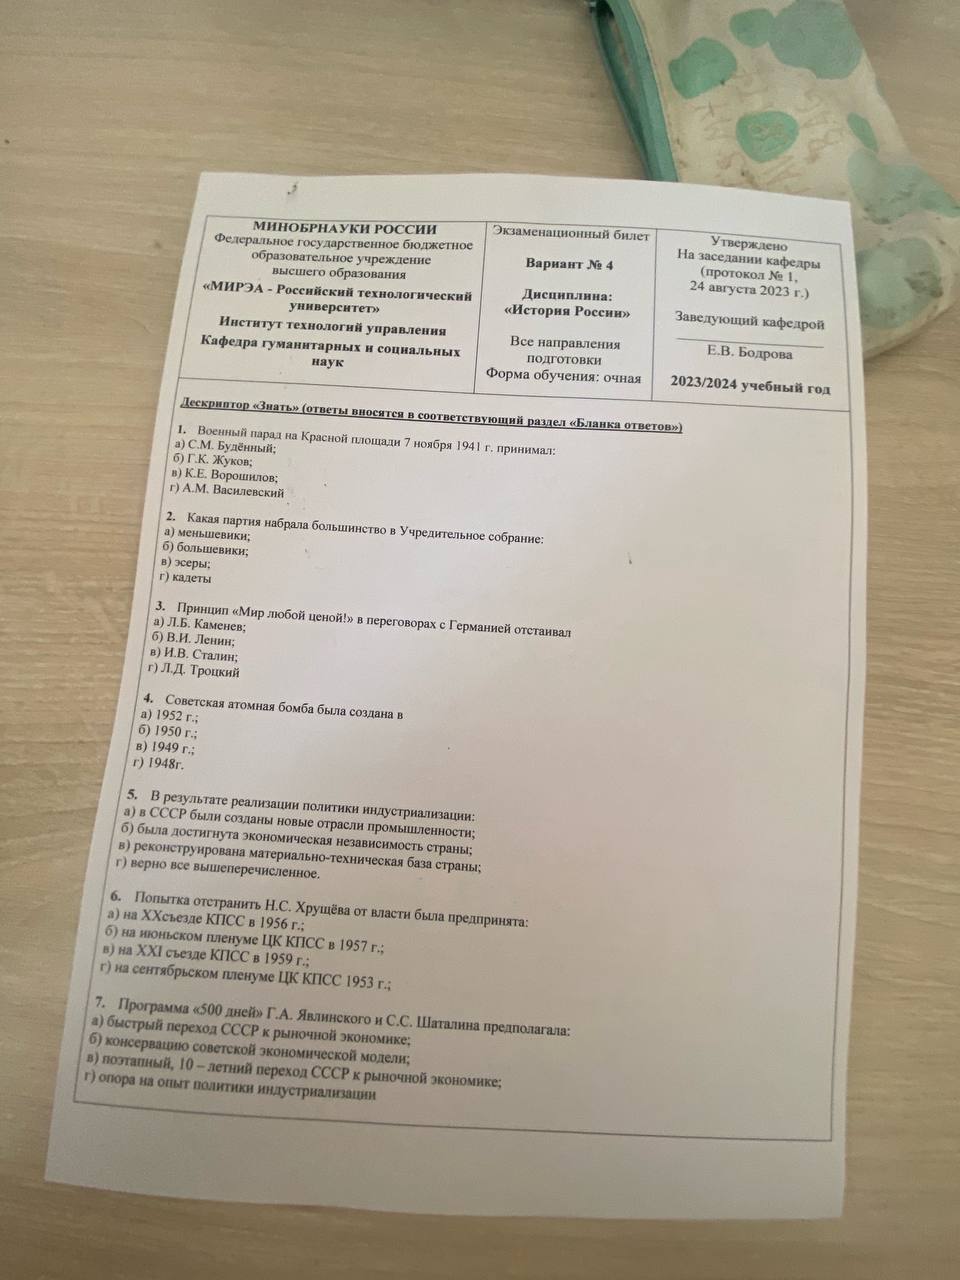 МИНОБРНАУКИ РОССИИ
Федеральное государственное бюджетное
образовательное учреждение
высшего образования
«МИРЭА - Российский технологический
университет»
Институт технологий управления
Кафедра гуманитарных и социальных
наук
Экзаменационный билет
Вариант № 4
Дисциплина:
«История России»
Все направления
подготовки
Форма обучения: очная
Утверждено
На заседании кафедры
(протокол № 1,
24 августа 2023 г.)
Заведующий кафедрой
Е.В. Бодрова
2023/2024 учебный год
Дескриптор «Знать» (ответы вносятся в соответствующий раздел «Бланка ответов»)
1. Военный парад на Красной площади 7 ноября 1941 г. принимал:
а) С.М. Будённый;
б) Г.К. Жуков;
в) К.Е. Ворошилов;
г) А.М. Василевский
2. Какая партия набрала большинство в Учредительное собрание:
а) меньшевики;
б) большевики;
в) эсеры;
г) кадеты
3. Принцип «Мир любой ценой!» в переговорах с Германией отстаивал
а) Л.Б. Каменев;
б) В.И. Ленин;
в) И.В. Сталин;
г) Л.Д. Троцкий
4. Советская атомная бомба была создана в
а) 1952 г.;
б) 1950 г.;
в) 1949 г.;
г) 1948г.
5. В результате реализации политики индустриализации:
а) в СССР были созданы новые отрасли промышленности;
б) была достигнута экономическая независимость страны;
в) реконструирована материально-техническая база страны;
г) верно все вышеперечисленное.
6. Попытка отстранить Н.С. Хрущёва от власти была предпринята:
а) на XXсъезде КПСС в 1956 г.;
б) на июньском пленуме ЦК КПСС в 1957 г.;
в) на XXI съезде КПСС в 1959 г.;
г) на сентябрьском пленуме ЦК КПСС 1953 г.;
7. Программа «500 дней» Г.А. Явлинского и С.С. Шаталина предполагала:
а) быстрый переход СССР к рыночной экономике;
б) консервацию советской экономической модели;
в) поэтапный, 10 – летний переход СССР к рыночной экономике;
г) опора на опыт политики индустриализации